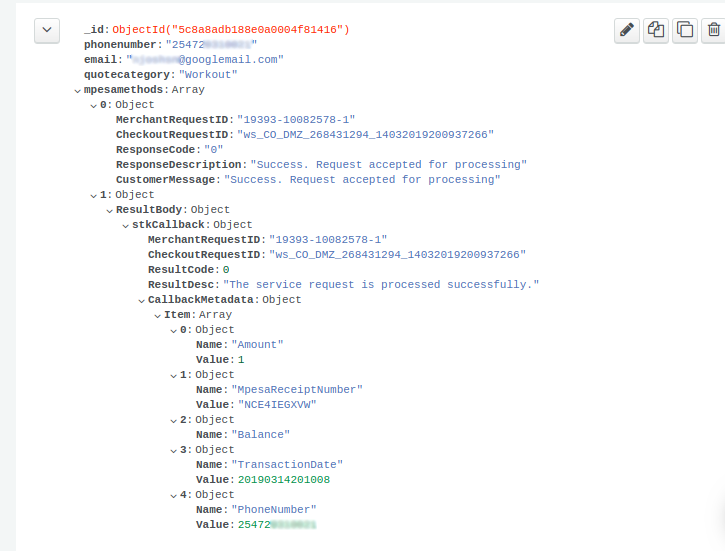 _id: ObjectId("5c8a8adb188e0a0004f81416")
phonenumber: "25472
email: "@googlemail.com"
quotecategory: "Workout"
mpesamethods: Array
0: Object
MerchantRequestID: "19393-10082578-1"
CheckoutRequestID: "ws_CO_DMZ_268431294_14032019200937266"
ResponseCode: "0"
ResponseDescription: "Success. Request accepted for processing"
CustomerMessage: "Success. Request accepted for processing"
1: Object
ResultBody: Object
stkCallback: Object
MerchantRequestID: "19393-10082578-1"
CheckoutRequestID: "ws_CO_DMZ_268431294_14032019200937266"
ResultCode: 0
ResultDesc: "The service request is processed successfully."
CallbackMetadata: Object
Item: Array
0: Object
Name: "Amount"
Value: 1
1: Object
Name: "MpesaReceiptNumber"
Value: "NCE4IEGXVW"
2: Object
Name: "Balance"
3: Object
Name: "TransactionDate"
Value: 20190314201008
4: Object
Name: "PhoneNumber"
Value: 25472